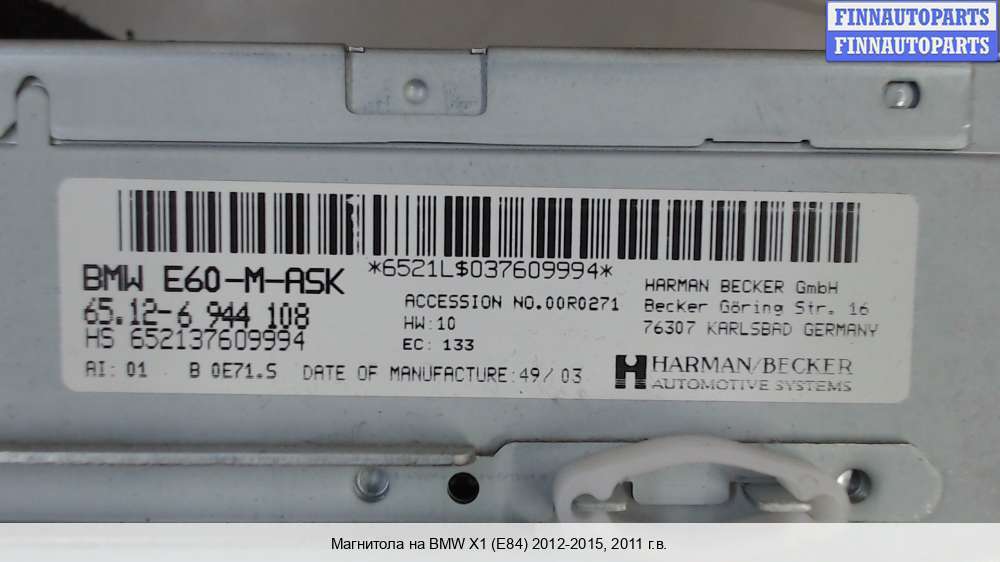 FINNAUTOPARTS
FINNAUTOPARTS
*6521L$037609994*
BMW E60-M-ASK
65.12-6 944 108
HS 652137609994
AI: 01 B 0E71.5 DATE OF MANUFACTURE:49/03
ACCESSION NO.00R0271
HW:10
EC: 133
HARMAN BECKER GmbH
Becker Göring Str. 16
76307 KARLSBAD GERMANY
HARMAN/BECKER
AUTOMOTIVE SYSTEMS
Магнитола на BMW X1 (E84) 2012-2015, 2011 г.в.